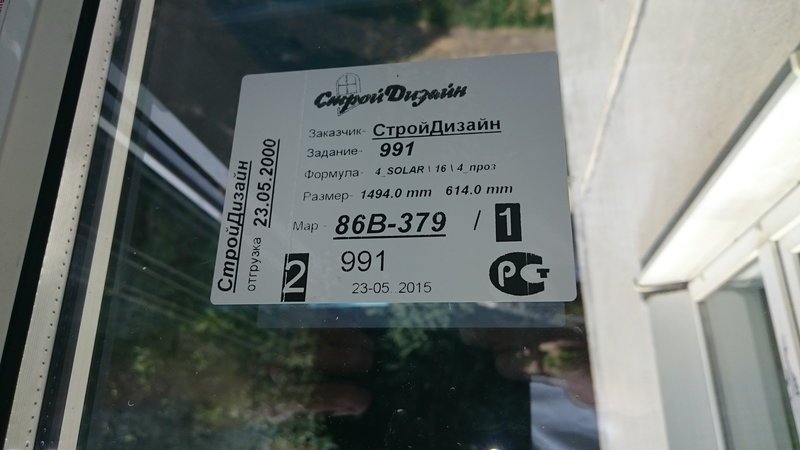 СтройДизайн
Заказчик- СтройДизайн
Задание- 991
Формула- 4_SOLAR \ 16 \ 4_проз
Размер- 1494.0 mm 614.0 mm
Мар - 86В-379 / 1
2 991
23-05 2015
РСТ
СтройДизайн
отгрузка 23.05.2000